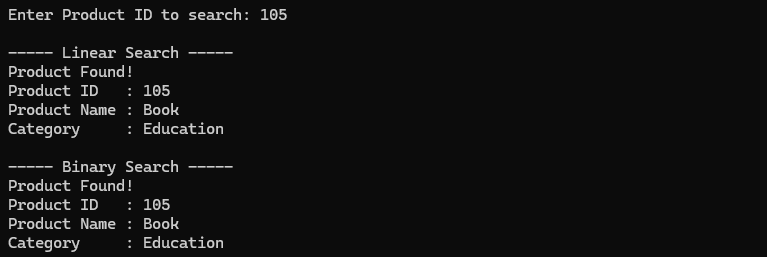 Enter Product ID to search: 105
----- Linear Search -----
Product Found!
Product ID   : 105
Product Name : Book
Category     : Education
----- Binary Search -----
Product Found!
Product ID   : 105
Product Name : Book
Category     : Education